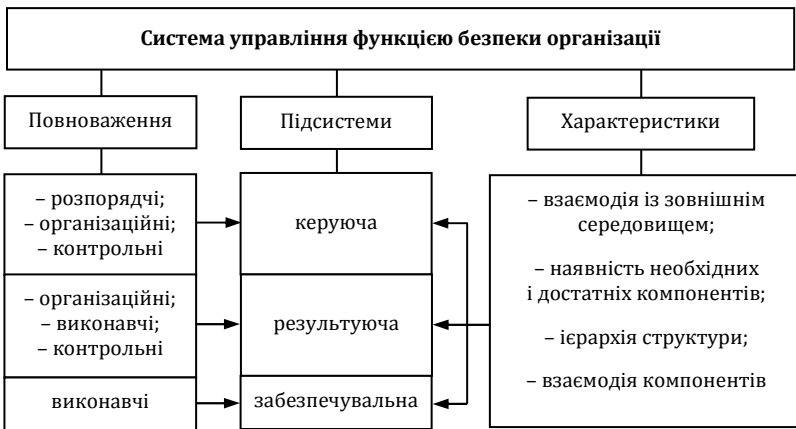 Система управління функцією безпеки організації
Повноваження
Підсистеми
Характеристики
– розпорядчі;
– організаційні;
– контрольні
керуюча
– організаційні;
– виконавчі;
– контрольні
результуюча
виконавчі
забезпечувальна
– взаємодія із зовнішнім
середовищем;
– наявність необхідних
і достатніх компонентів;
– ієрархія структури;
– взаємодія компонентів